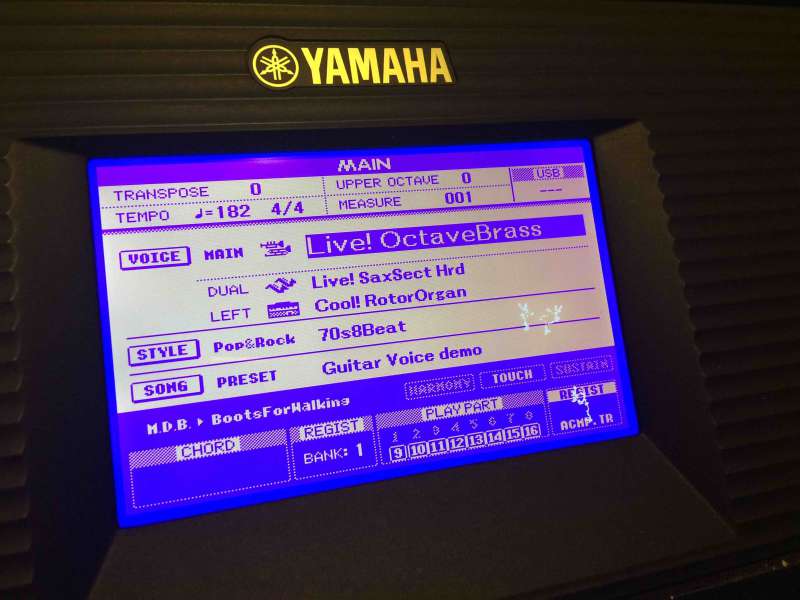 YAMAHA
MAIN
TRANSPOSE 0 UPPER OCTAVE 0 USB
TEMPO ♩=182 4/4 MEASURE 001 ---
VOICE MAIN Live! OctaveBrass
DUAL Live! SaxSect Hrd
LEFT Cool! RotorOrgan
STYLE Pop&Rock 70s8Beat
SONG PRESET Guitar Voice demo
HARMONY TOUCH SUSTAIN
M.D.B. ▸ BootsForWalking
CHORD REGIST PLAY PART REGIST
1 2 3 4 5 6 7 8
BANK: 1 9 10 11 12 13 14 15 16 ACMP.TR